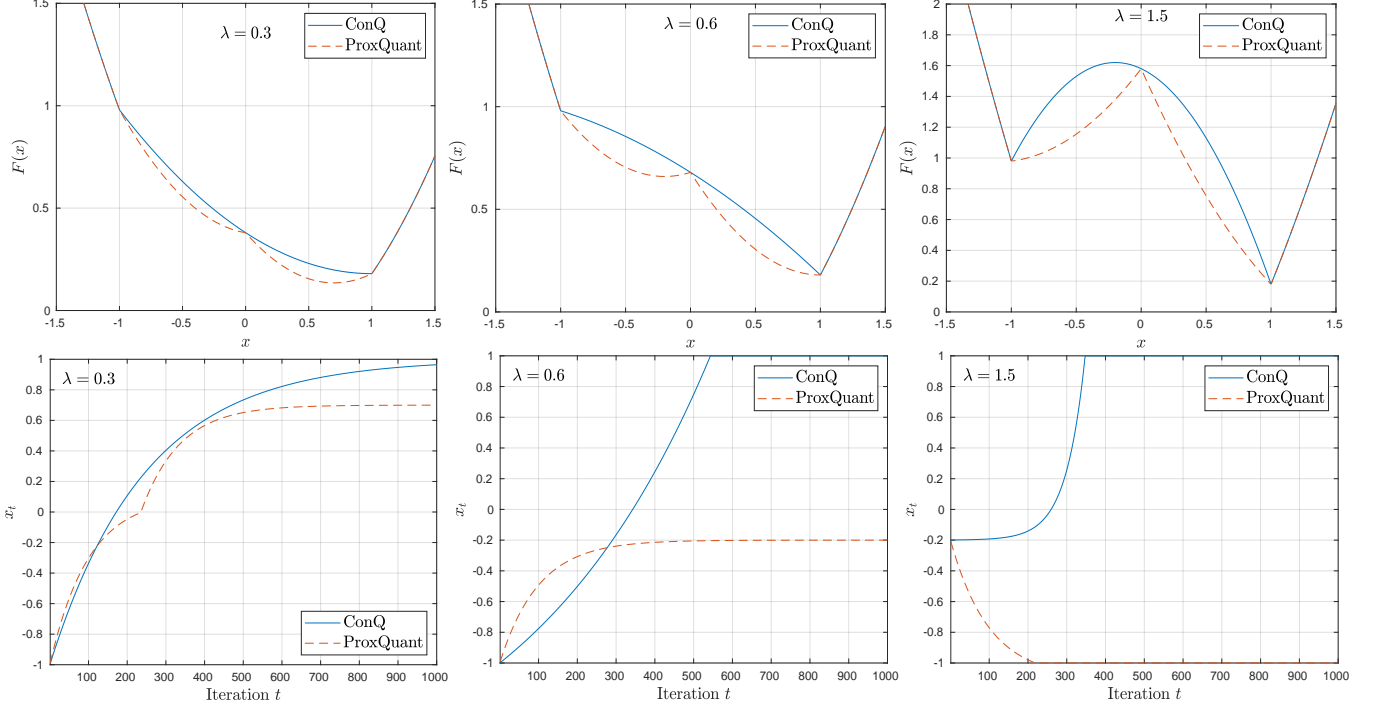 1.5
1
0.5
0
F(x)
λ = 0.3
ConQ
ProxQuant
-1.5 -1 -0.5 0 0.5 1 1.5
x
1.5
1
0.5
0
F(x)
λ = 0.6
ConQ
ProxQuant
-1.5 -1 -0.5 0 0.5 1 1.5
x
2
1.8
1.6
1.4
1.2
1
0.8
0.6
0.4
0.2
0
F(x)
λ = 1.5
ConQ
ProxQuant
-1.5 -1 -0.5 0 0.5 1 1.5
x
1
0.8
0.6
0.4
0.2
0
-0.2
-0.4
-0.6
-0.8
-1
x_t
λ = 0.3
ConQ
ProxQuant
100 200 300 400 500 600 700 800 900 1000
Iteration t
1
0.8
0.6
0.4
0.2
0
-0.2
-0.4
-0.6
-0.8
-1
x_t
λ = 0.6
ConQ
ProxQuant
100 200 300 400 500 600 700 800 900 1000
Iteration t
1
0.8
0.6
0.4
0.2
0
-0.2
-0.4
-0.6
-0.8
-1
x_t
λ = 1.5
ConQ
ProxQuant
100 200 300 400 500 600 700 800 900 1000
Iteration t